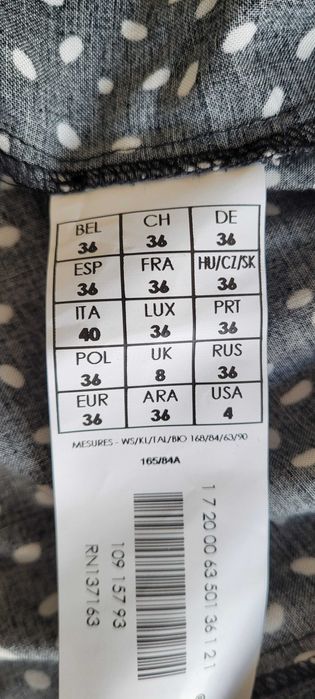 BEL CH DE
36 36 36
ESP FRA HU/CZ/SK
36 36 36
ITA LUX PRT
40 36 36
POL UK RUS
36 8 36
EUR ARA USA
36 36 4
MESURES - WS/KL/TAI/BIO 168/84/63/90
165/84A
1 7 20 00 63 501 36 1 2 1
109 157 93
RN137163